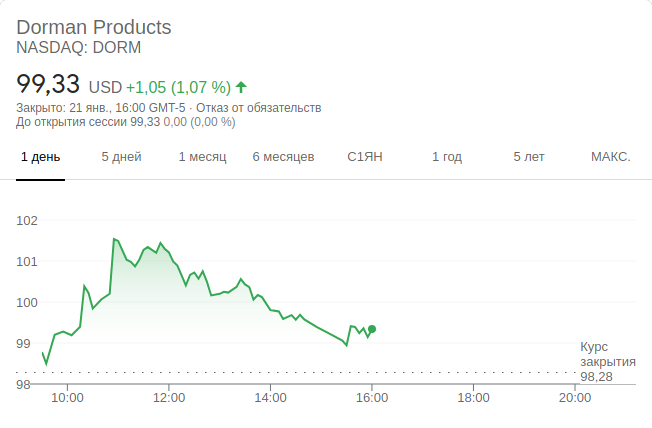 Dorman Products
NASDAQ: DORM
99,33 USD +1,05 (1,07 %)
Закрыто: 21 янв., 16:00 GMT-5 · Отказ от обязательств
До открытия сессии 99,33 0,00 (0,00 %)
1 день 5 дней 1 месяц 6 месяцев С1ЯН 1 год 5 лет МАКС.
102
101
100
99
98
Курс
закрытия
98,28
10:00 12:00 14:00 16:00 18:00 20:00